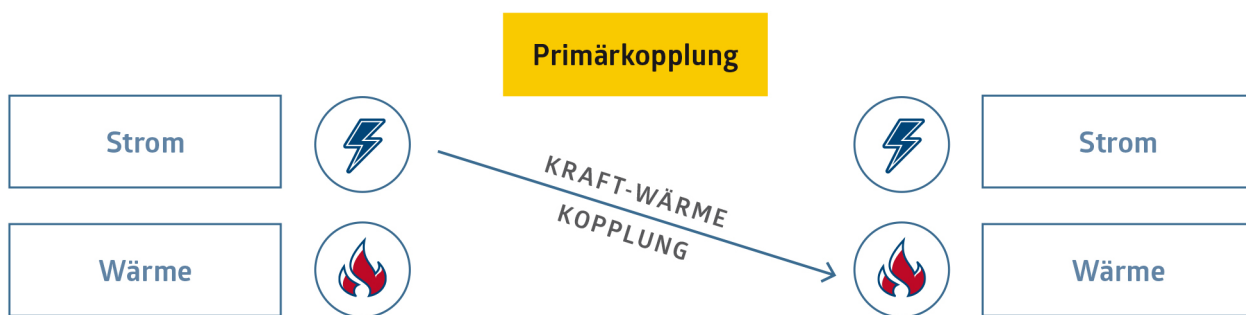 Primärkopplung
Strom
Strom
KRAFT-WÄRME
KOPPLUNG
Wärme
Wärme